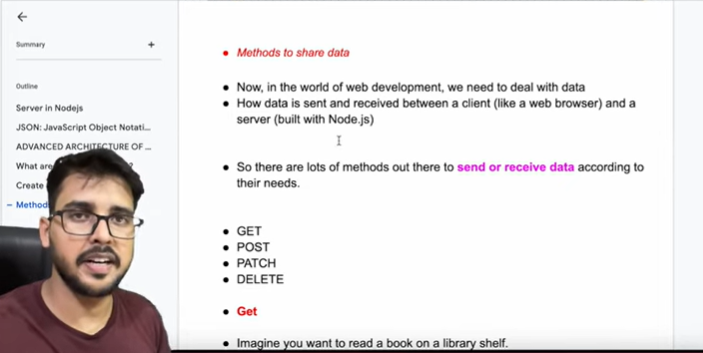 Summary
+
Outline
Server in Nodejs
JSON: JavaScript Object Notati...
ADVANCED ARCHITECTURE OF ...
What are
?
Create
Method
• Methods to share data
• Now, in the world of web development, we need to deal with data
• How data is sent and received between a client (like a web browser) and a
server (built with Node.js)
• So there are lots of methods out there to send or receive data according to
their needs.
• GET
• POST
• PATCH
• DELETE
• Get
• Imagine you want to read a book on a library shelf.